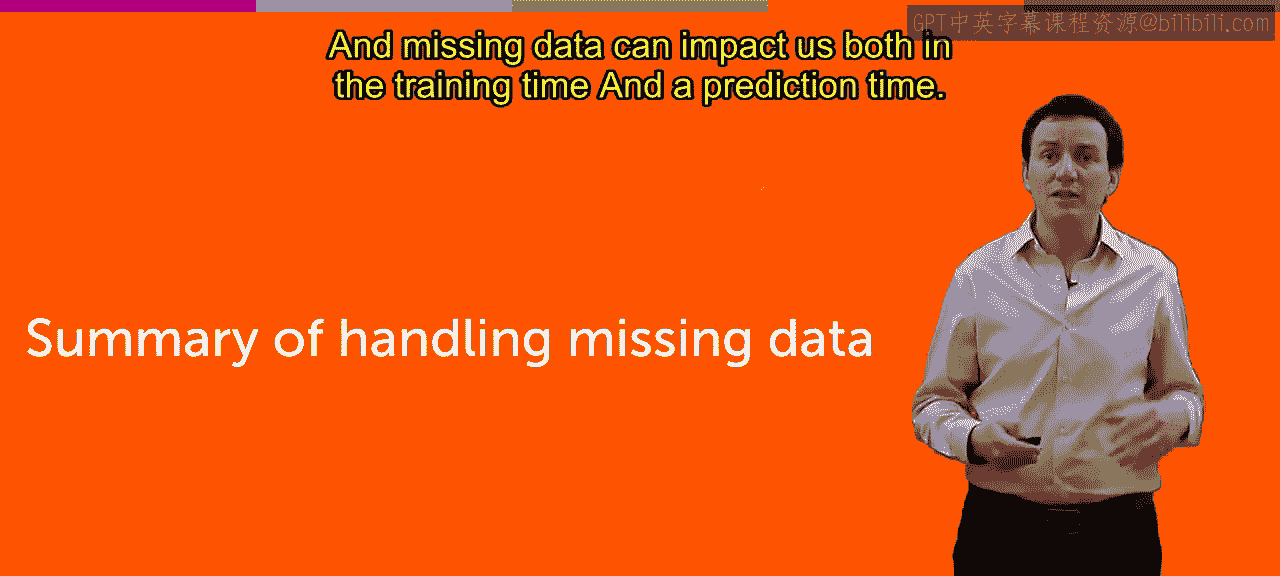 GPT中英字幕课程资源@bilibili.com
And missing data can impact us both in
the training time And a prediction time.
Summary of handling missing data